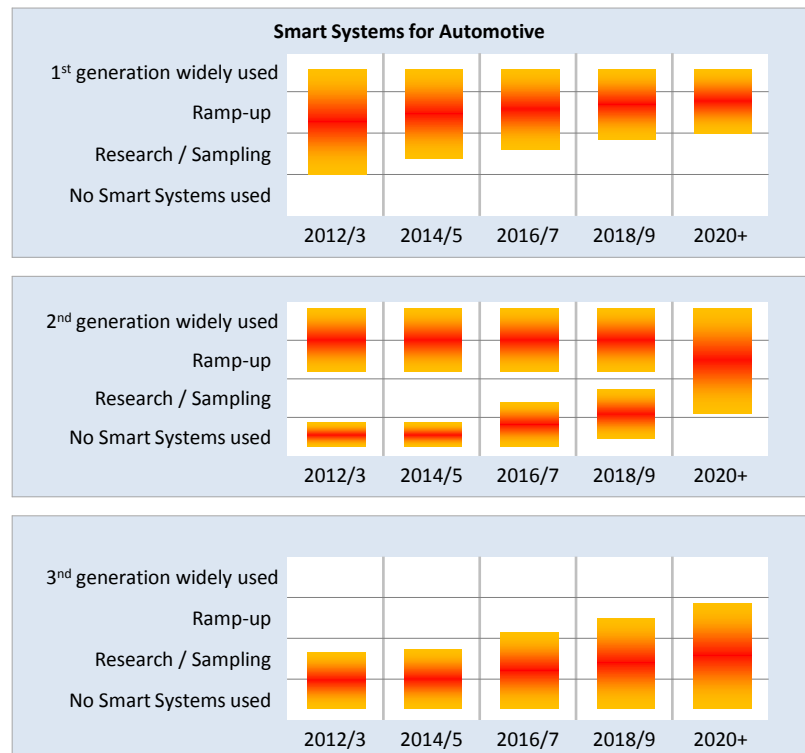 Smart Systems for Automotive
1st generation widely used
Ramp-up
Research / Sampling
No Smart Systems used
2012/3 2014/5 2016/7 2018/9 2020+
2nd generation widely used
Ramp-up
Research / Sampling
No Smart Systems used
2012/3 2014/5 2016/7 2018/9 2020+
3nd generation widely used
Ramp-up
Research / Sampling
No Smart Systems used
2012/3 2014/5 2016/7 2018/9 2020+